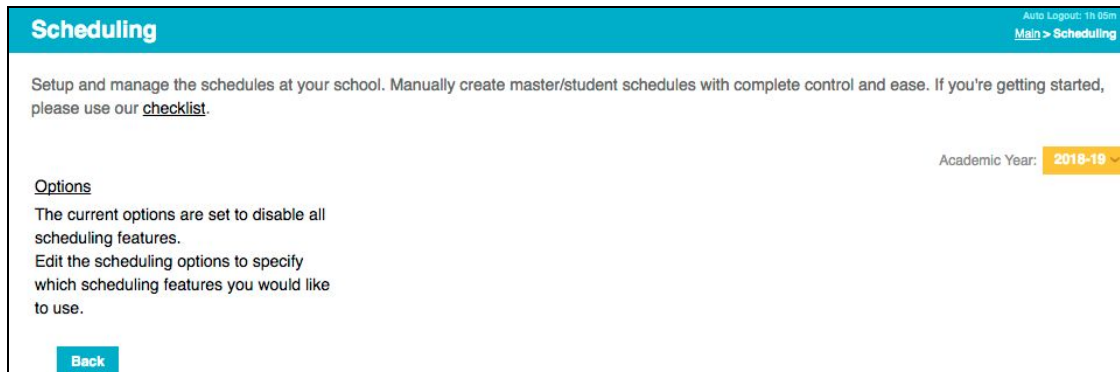 Scheduling
Auto Logout: 1h 05m
Main > Scheduling
Setup and manage the schedules at your school. Manually create master/student schedules with complete control and ease. If you're getting started,
please use our checklist.
Academic Year: 2018-19
Options
The current options are set to disable all
scheduling features.
Edit the scheduling options to specify
which scheduling features you would like
to use.
Back